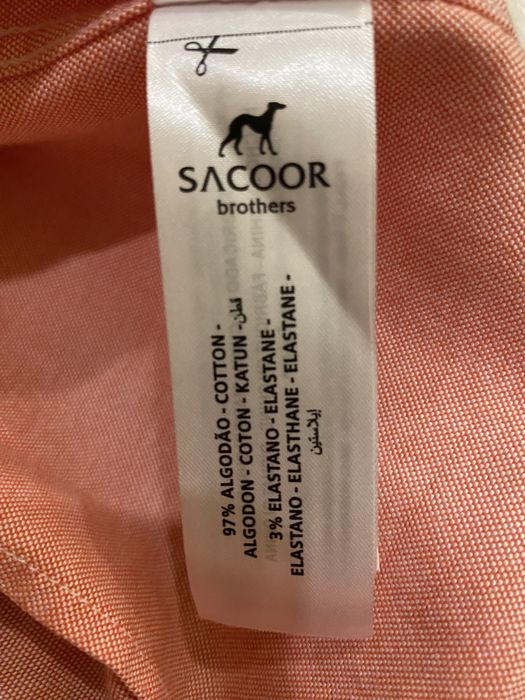 SACOOR
brothers
97% ALGODÃO - COTTON -
ALGODON - COTON - KATUN - قطن
3% ELASTANO - ELASTANE -
ELASTANO - ELASTHANE - ELASTANE -
إيلاستين